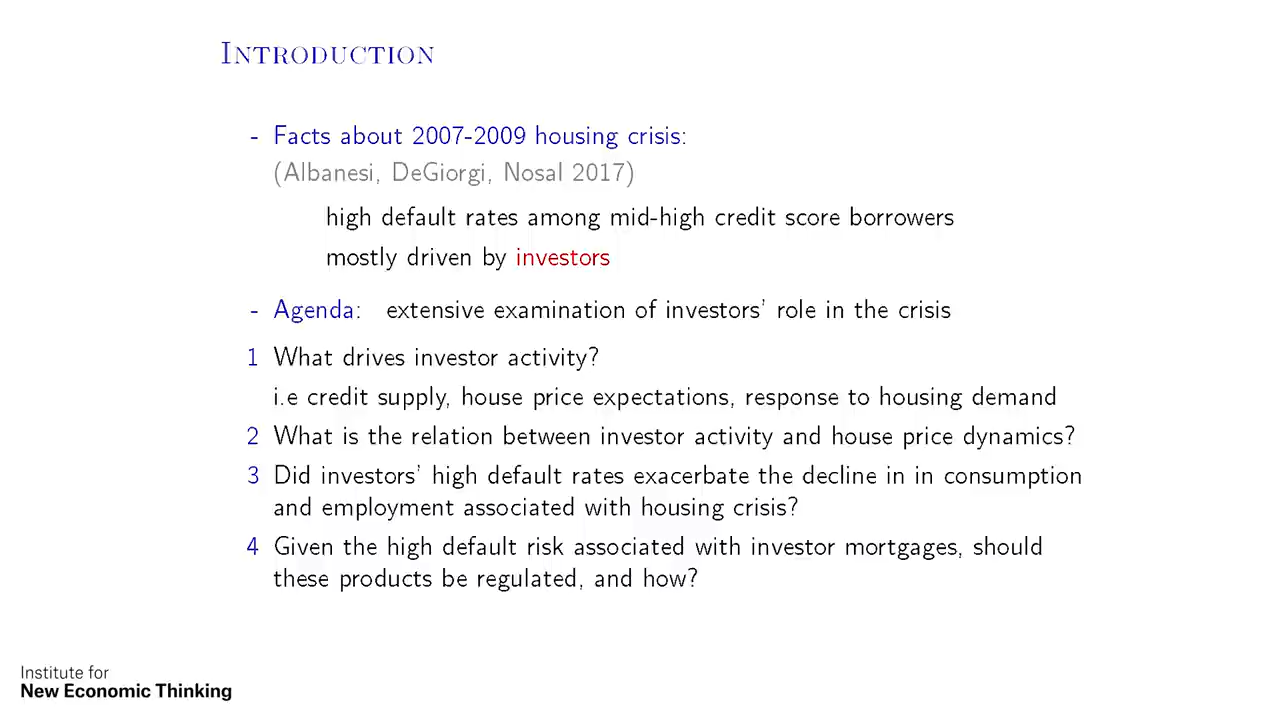 INTRODUCTION
- Facts about 2007-2009 housing crisis:
(Albanesi, DeGiorgi, Nosal 2017)
high default rates among mid-high credit score borrowers
mostly driven by investors
- Agenda: extensive examination of investors' role in the crisis
1 What drives investor activity?
i.e credit supply, house price expectations, response to housing demand
2 What is the relation between investor activity and house price dynamics?
3 Did investors' high default rates exacerbate the decline in in consumption
and employment associated with housing crisis?
4 Given the high default risk associated with investor mortgages, should
these products be regulated, and how?
Institute for
New Economic Thinking